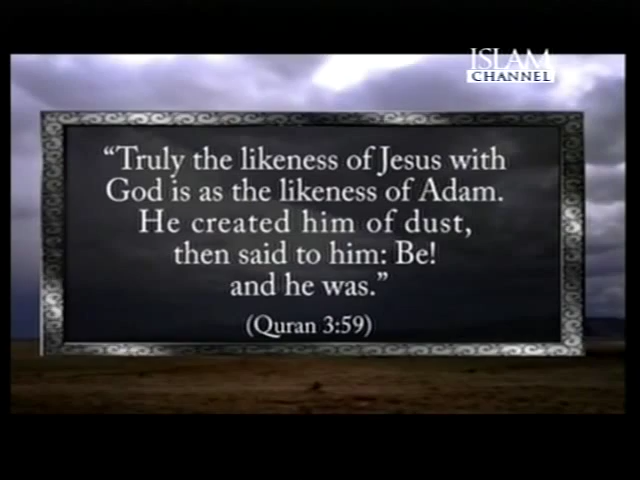 ISLAM
CHANNEL
“Truly the likeness of Jesus with
God is as the likeness of Adam.
He created him of dust,
then said to him: Be!
and he was.”
(Quran 3:59)